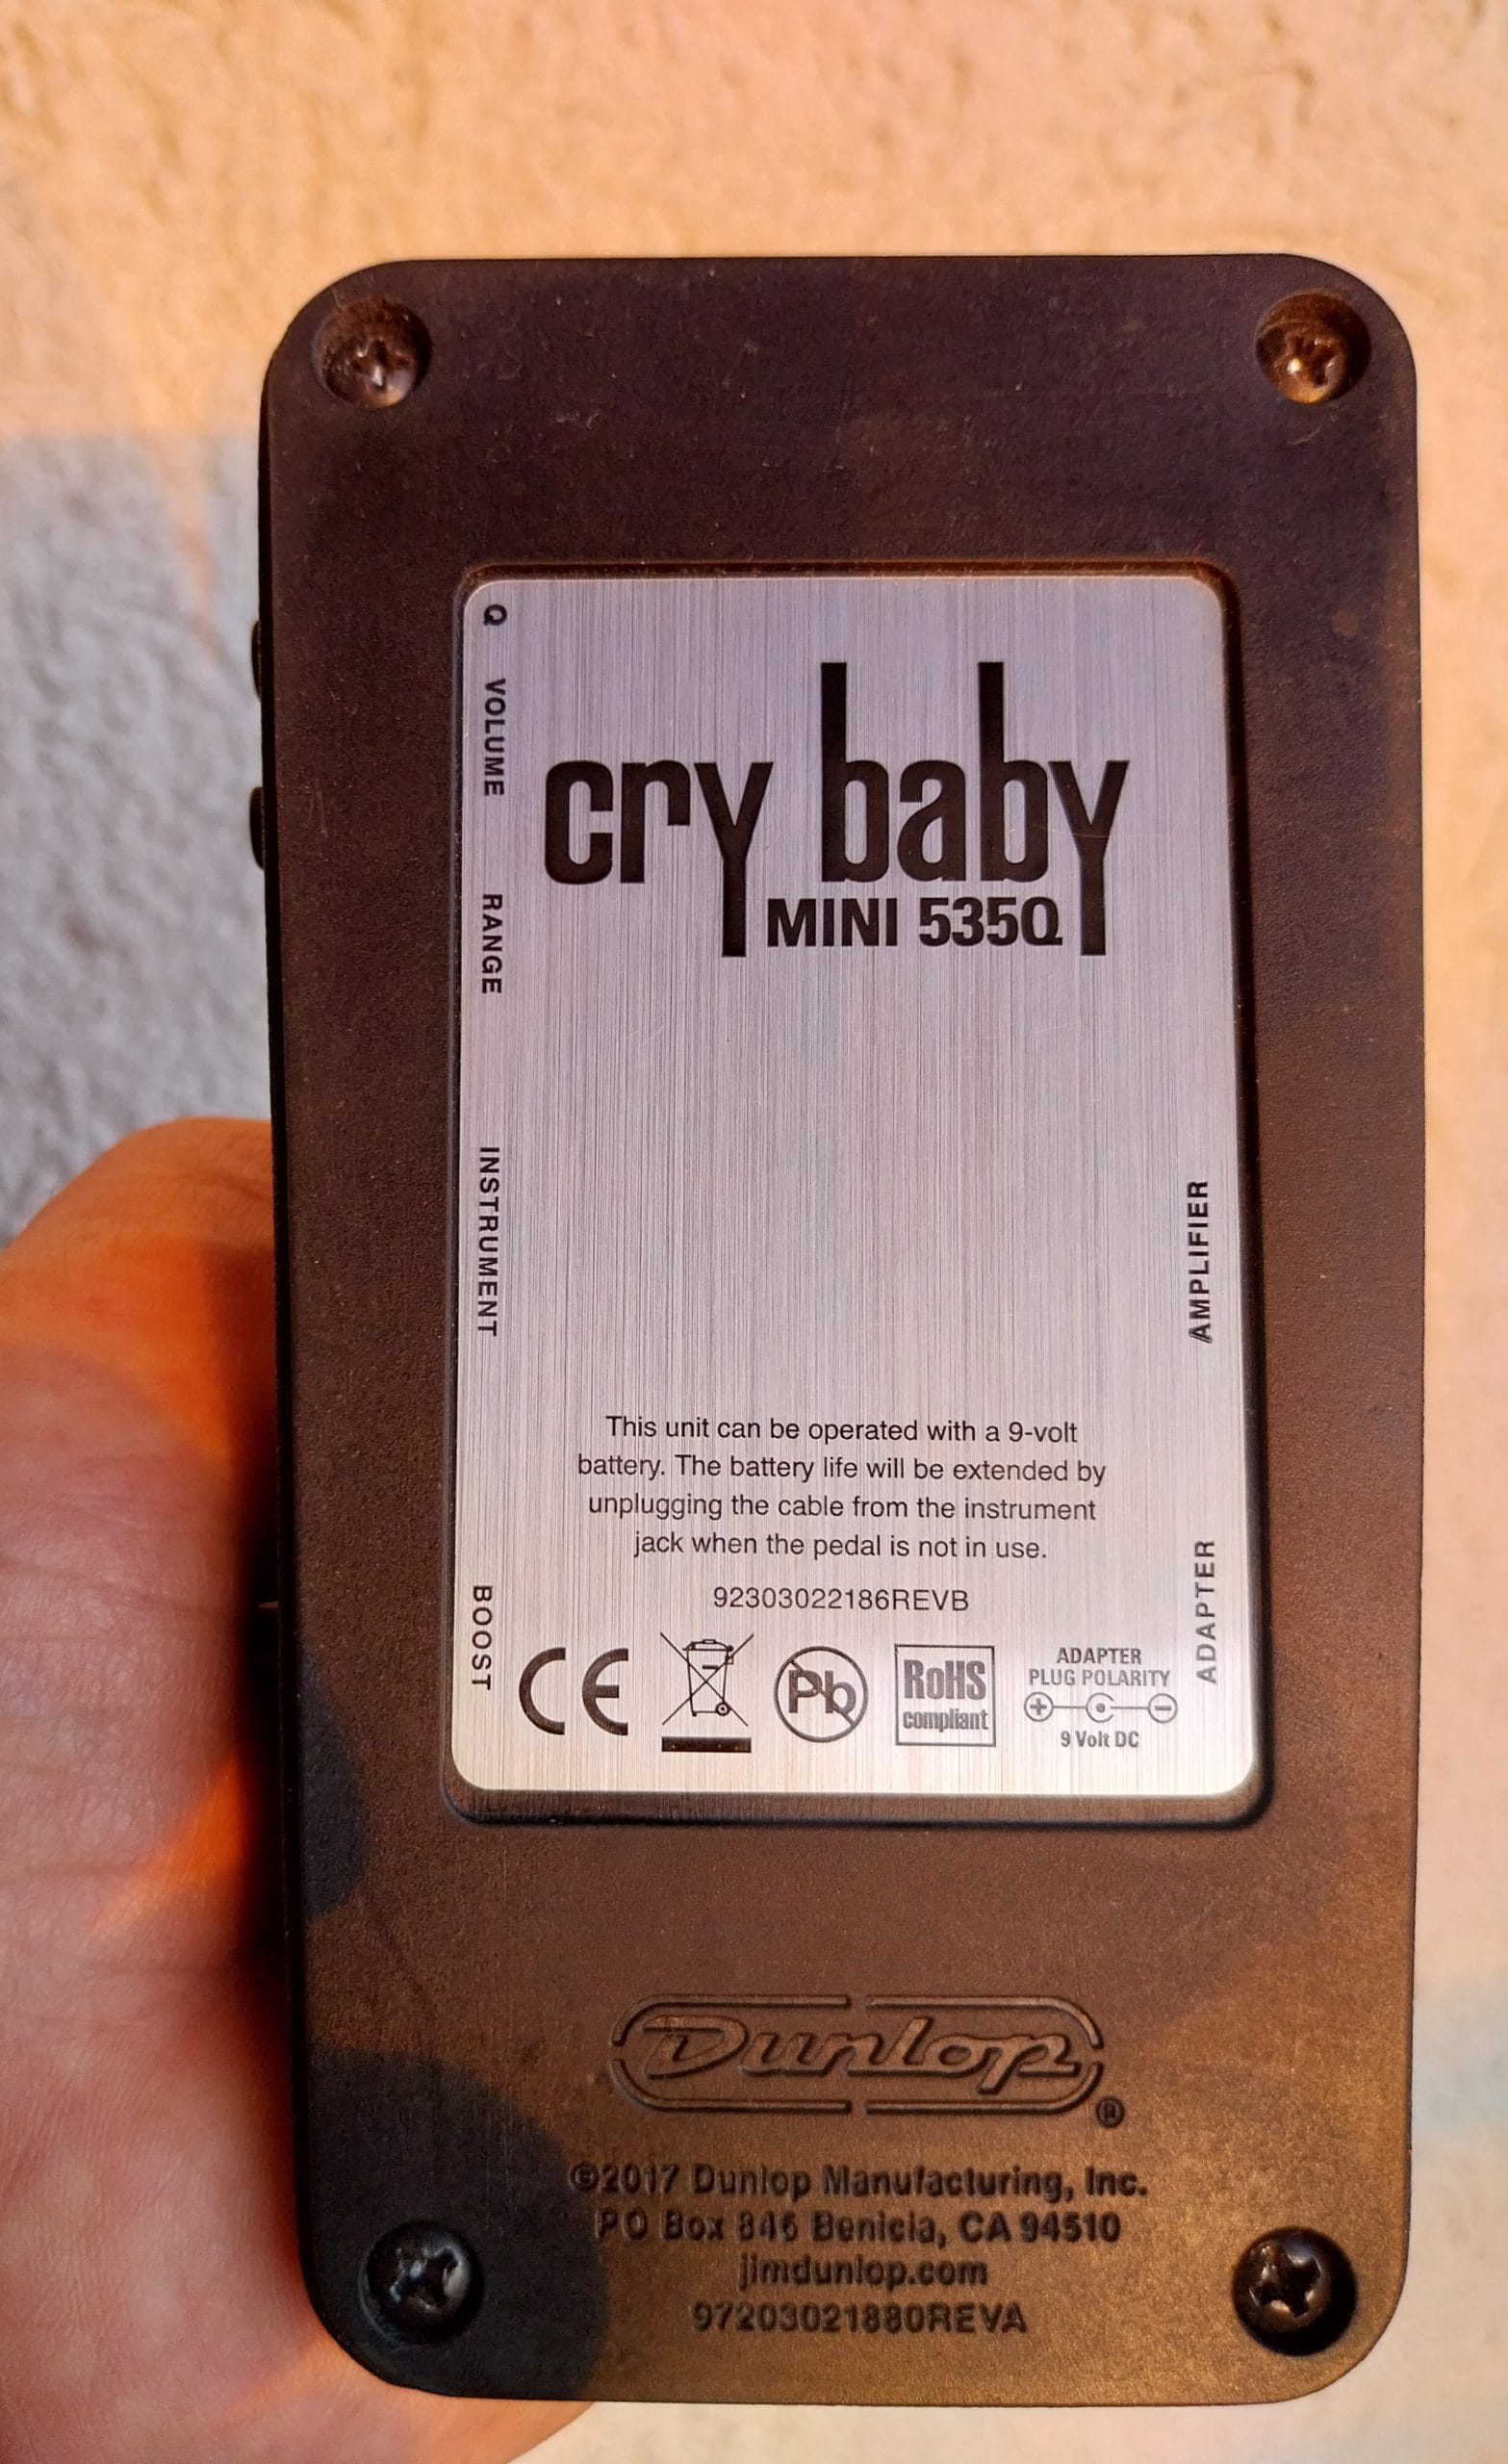 Q
VOLUME
RANGE
INSTRUMENT
BOOST
cry baby
MINI 535Q
AMPLIFIER
ADAPTER
This unit can be operated with a 9-volt
battery. The battery life will be extended by
unplugging the cable from the instrument
jack when the pedal is not in use.
92303022186REVB
CE
Pb
RoHS
compliant
ADAPTER
PLUG POLARITY
+ C −
9 Volt DC
Dunlop®
©2017 Dunlop Manufacturing, Inc.
PO Box 846 Benicia, CA 94510
jimdunlop.com
97203021880REVA